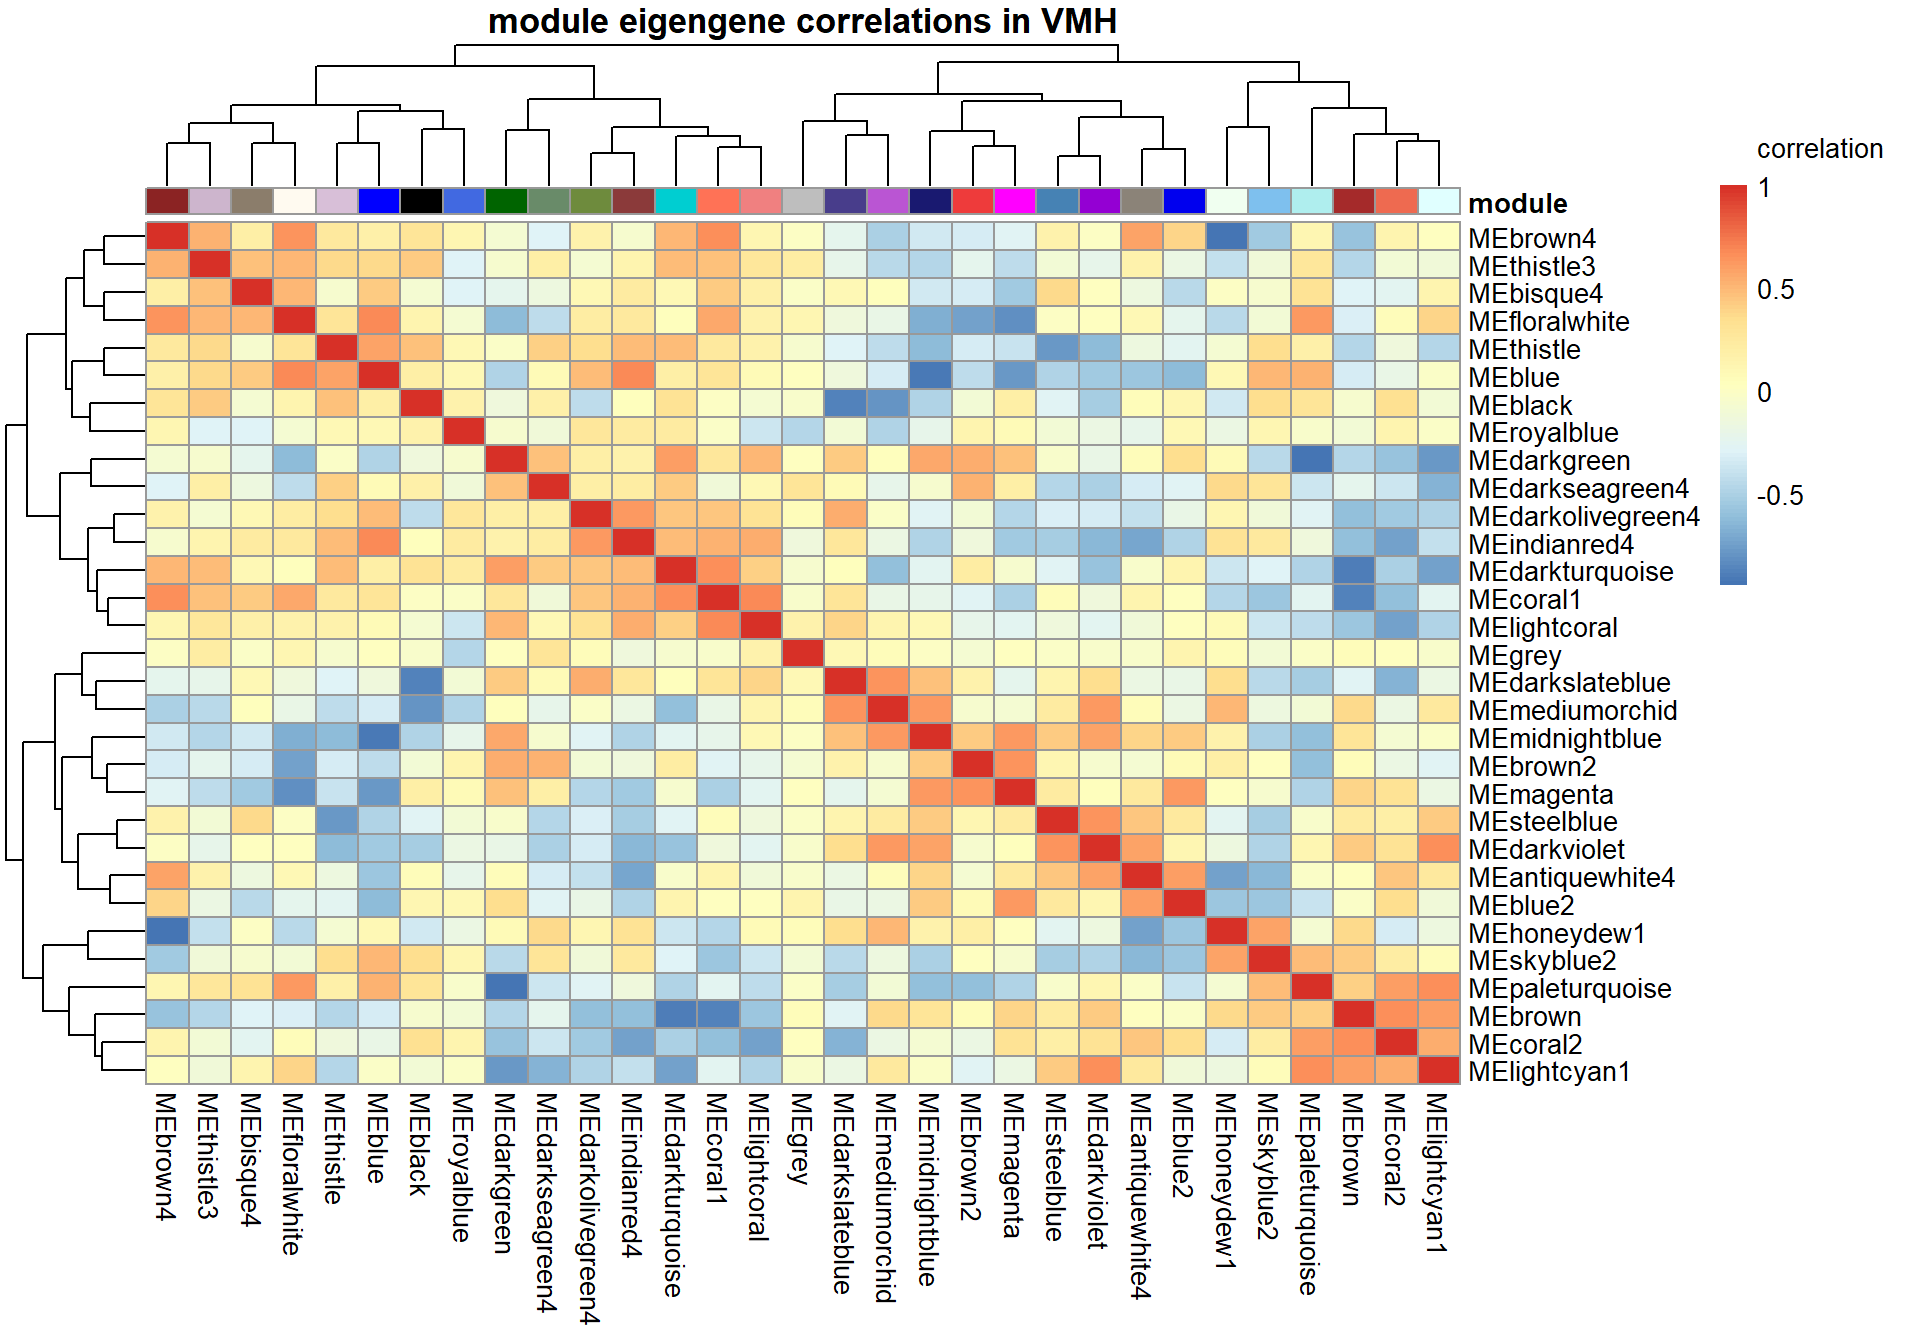 module eigengene correlations in VMH
correlation
1
0.5
0
-0.5
module
MEbrown4
MEthistle3
MEbisque4
MEfloralwhite
MEthistle
MEblue
MEblack
MEroyalblue
MEdarkgreen
MEdarkseagreen4
MEdarkolivegreen4
MEindianred4
MEdarkturquoise
MEcoral1
MElightcoral
MEgrey
MEdarkslateblue
MEmediumorchid
MEmidnightblue
MEbrown2
MEmagenta
MEsteelblue
MEdarkviolet
MEantiquewhite4
MEblue2
MEhoneydew1
MEskyblue2
MEpaleturquoise
MEbrown
MEcoral2
MElightcyan1
MEbrown4
MEthistle3
MEbisque4
MEfloralwhite
MEthistle
MEblue
MEblack
MEroyalblue
MEdarkgreen
MEdarkseagreen4
MEdarkolivegreen4
MEindianred4
MEdarkturquoise
MEcoral1
MElightcoral
MEgrey
MEdarkslateblue
MEmediumorchid
MEmidnightblue
MEbrown2
MEmagenta
MEsteelblue
MEdarkviolet
MEantiquewhite4
MEblue2
MEhoneydew1
MEskyblue2
MEpaleturquoise
MEbrown
MEcoral2
MElightcyan1